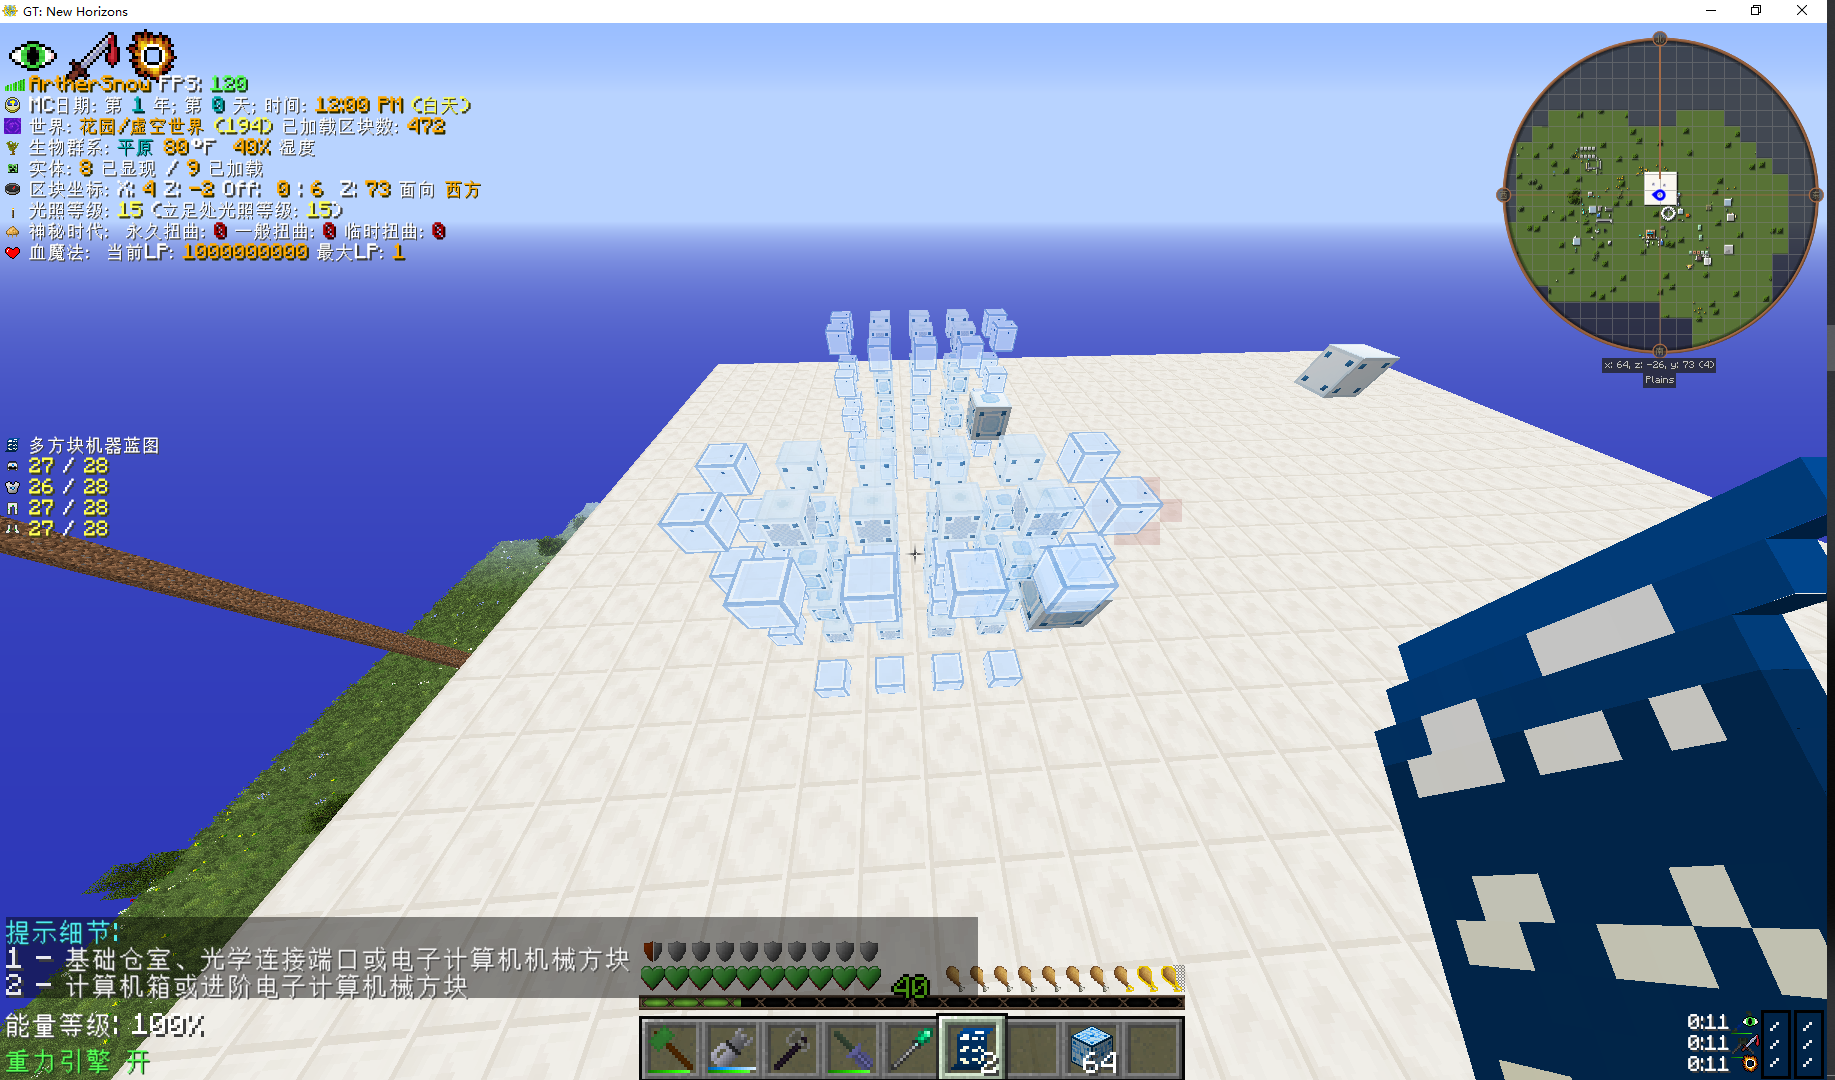 GT: New Horizons
ArtherSnow FPS: 120
MC日期: 第 1 年; 第 0 天; 时间: 12:00 PM (白天)
世界: 花园/虚空世界 (194) 已加载区块数: 472
生物群系: 平原 80°F 40% 湿度
实体: 8 已显现 / 9 已加载
区块坐标: X: 4 Z: -2 Off: 0 : 6 Z: 73 面向 西方
光照等级: 15 (立足处光照等级: 15)
神秘时代: 永久扭曲: 0 一般扭曲: 0 临时扭曲: 0
血魔法: 当前LP: 1000000000 最大LP: 1
北
西
东
南
x: 64, z: -26, y: 73 (4)
Plains
多方块机器蓝图
27 / 28
26 / 28
27 / 28
27 / 28
提示细节:
1 - 基础仓室、光学连接端口或电子计算机机械方块
2 - 计算机箱或进阶电子计算机械方块
能量等级: 100%
重力引擎 开
40
2
64
0:11
0:11
0:11